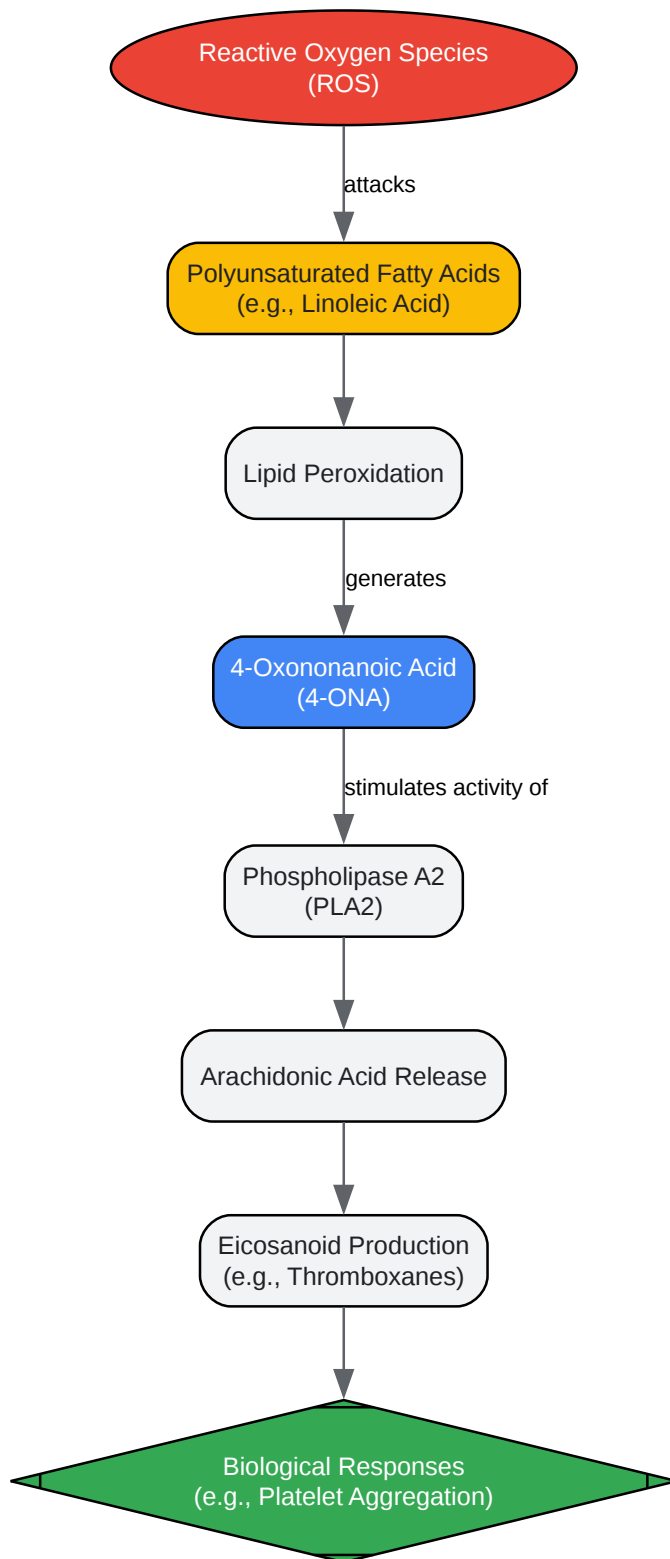 Reactive Oxygen Species
(ROS)
attacks
Polyunsaturated Fatty Acids
(e.g., Linoleic Acid)
Lipid Peroxidation
generates
4-Oxononanoic Acid
(4-ONA)
stimulates activity of
Phospholipase A2
(PLA2)
Arachidonic Acid Release
Eicosanoid Production
(e.g., Thromboxanes)
Biological Responses
(e.g., Platelet Aggregation)